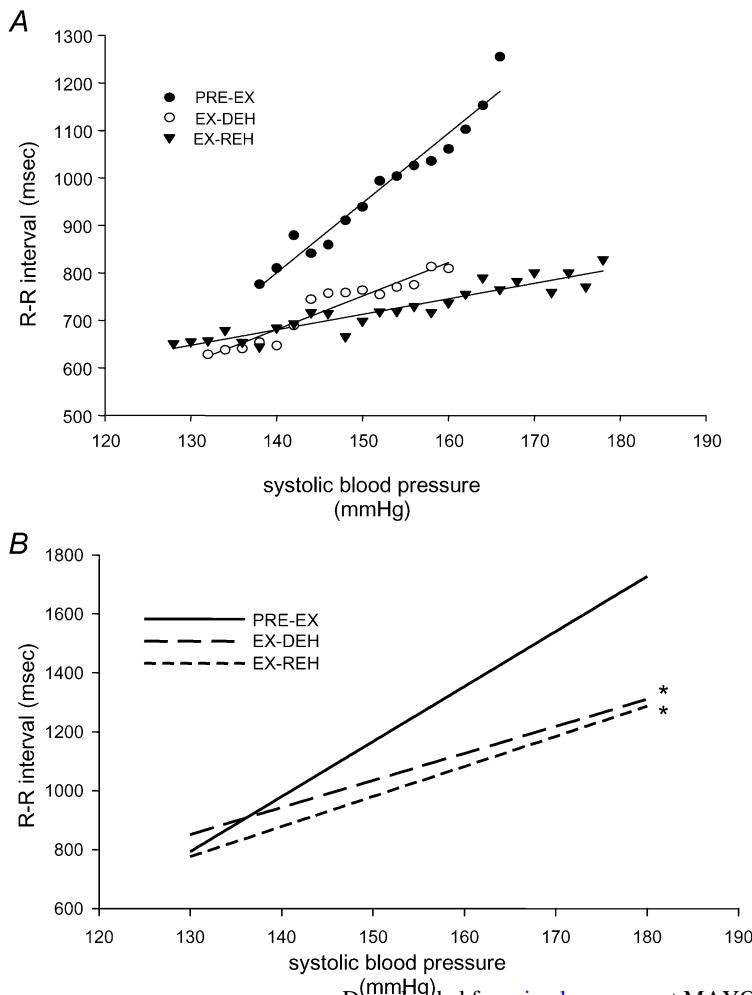 A
1300
1200
1100
1000
900
800
700
600
500
R-R interval (msec)
PRE-EX
EX-DEH
EX-REH
120 130 140 150 160 170 180 190
systolic blood pressure
(mmHg)
B
1800
1600
1400
1200
1000
800
600
R-R interval (msec)
PRE-EX
EX-DEH
EX-REH
*
*
120 130 140 150 160 170 180 190
systolic blood pressure
(mmHg)